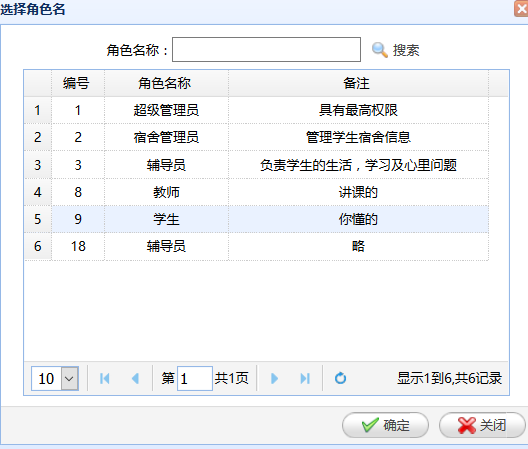 选择角色名
角色名称： 搜索
编号 角色名称 备注
1 1 超级管理员 具有最高权限
2 2 宿舍管理员 管理学生宿舍信息
3 3 辅导员 负责学生的生活，学习及心里问题
4 8 教师 讲课的
5 9 学生 你懂的
6 18 辅导员 略
10 第 1 共1页 显示1到6,共6记录
确定 关闭